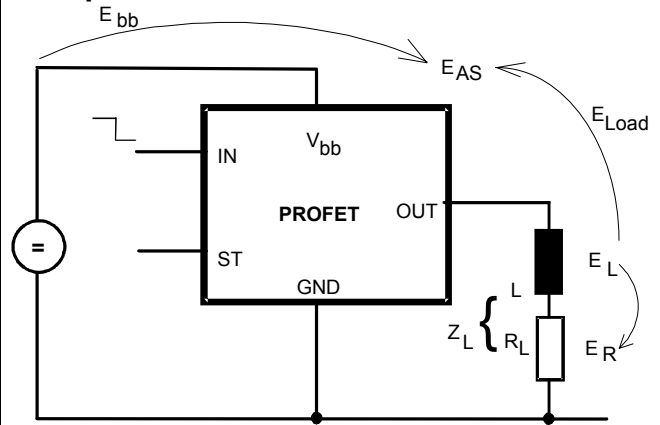 E bb
E AS
E Load
V bb
IN
PROFET
OUT
=
ST
GND
L
E L
Z L { R L
E R